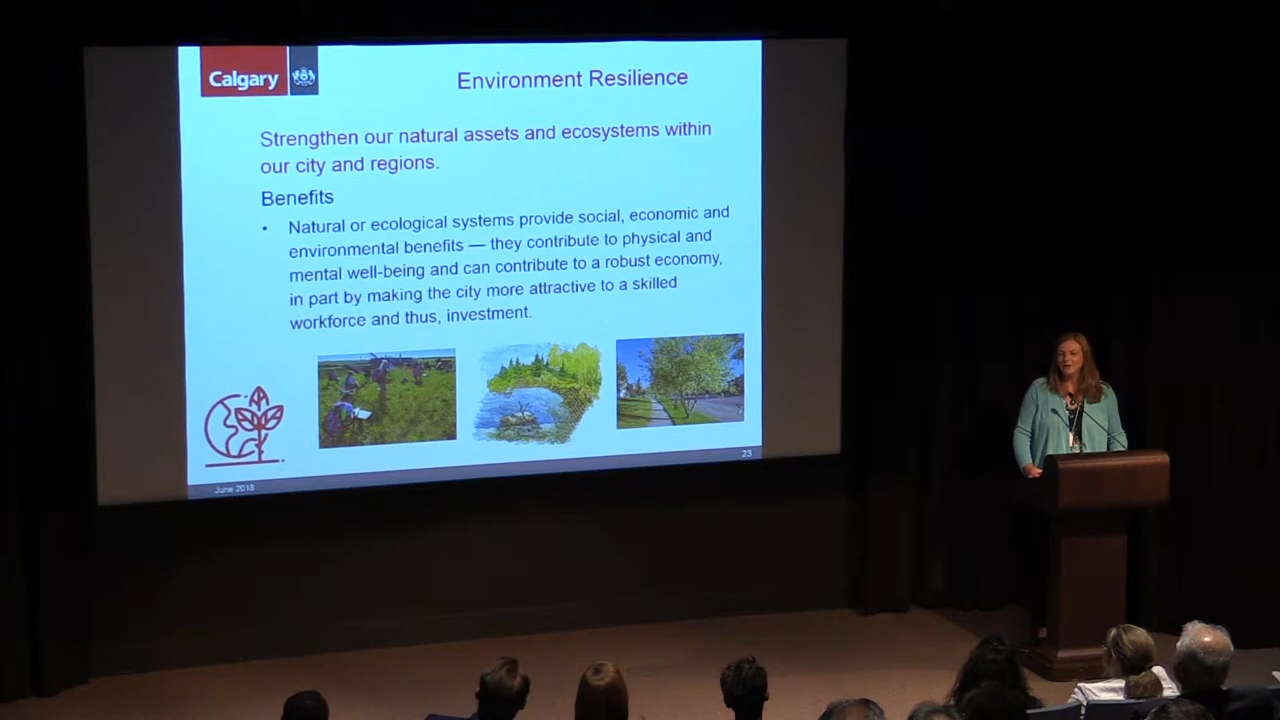 Calgary
Environment Resilience
Strengthen our natural assets and ecosystems within
our city and regions.
Benefits
• Natural or ecological systems provide social, economic and
environmental benefits — they contribute to physical and
mental well-being and can contribute to a robust economy,
in part by making the city more attractive to a skilled
workforce and thus, investment.
23
June 2018